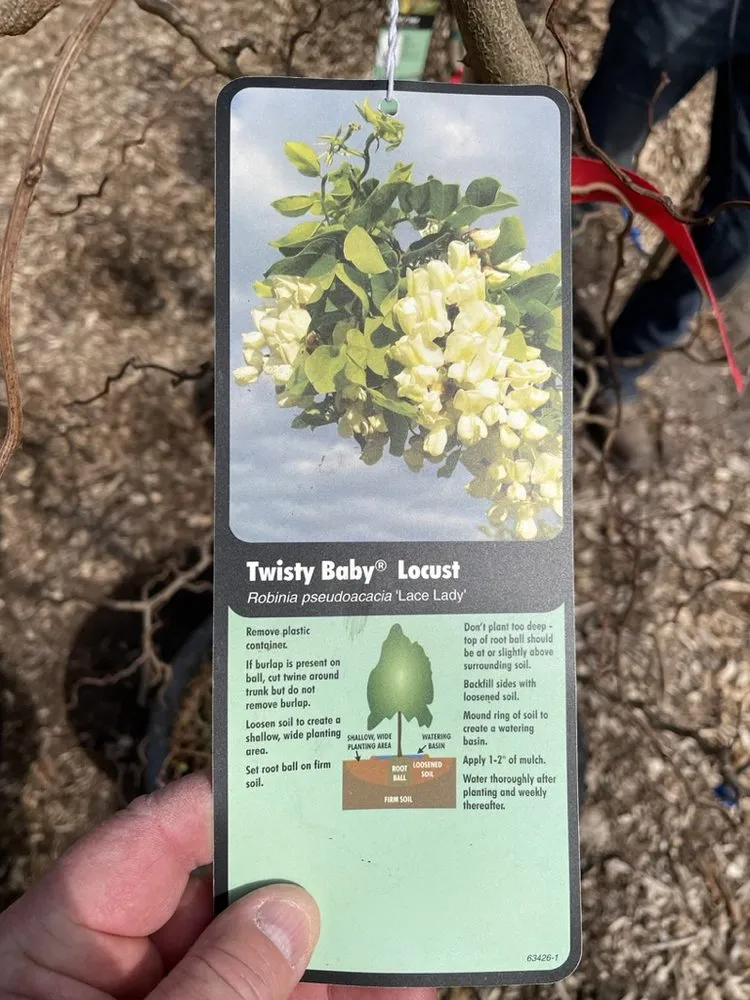 Twisty Baby® Locust
Robinia pseudoacacia 'Lace Lady'
Remove plastic
container.
If burlap is present on
ball, cut twine around
trunk but do not
remove burlap.
Loosen soil to create a
shallow, wide planting
area.
Set root ball on firm
soil.
SHALLOW, WIDE
PLANTING AREA
WATERING
BASIN
ROOT
BALL
LOOSENED
SOIL
FIRM SOIL
Don't plant too deep -
top of root ball should
be at or slightly above
surrounding soil.
Backfill sides with
loosened soil.
Mound ring of soil to
create a watering
basin.
Apply 1-2" of mulch.
Water thoroughly after
planting and weekly
thereafter.
63426-1